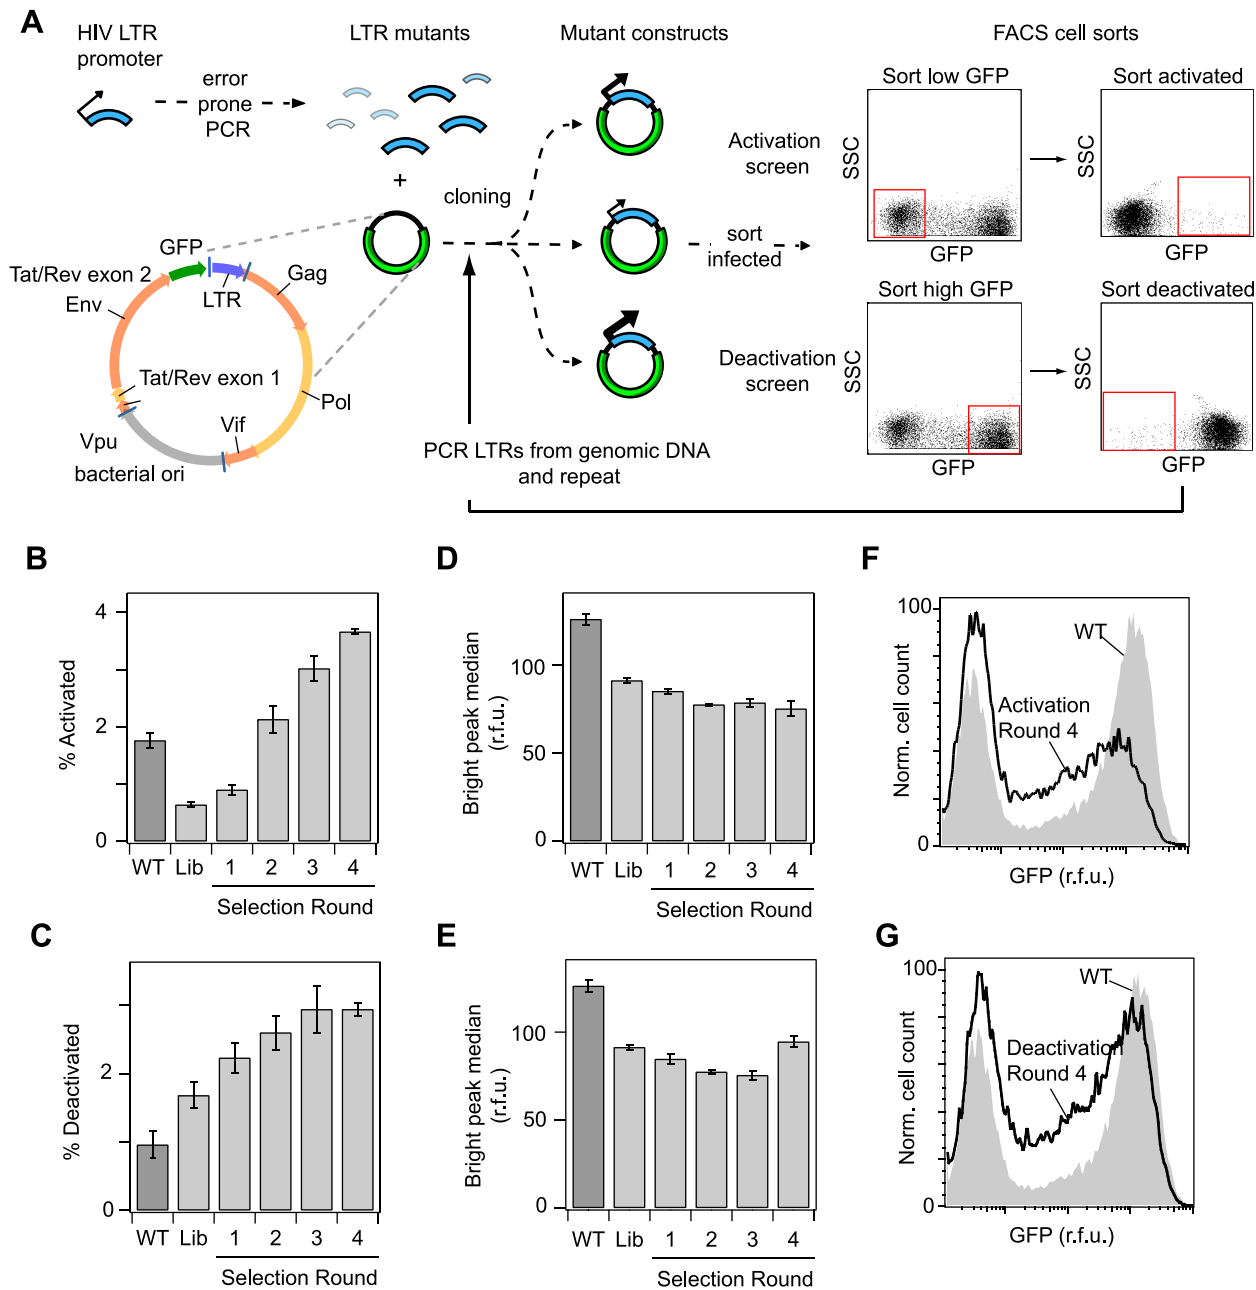 A
HIV LTR
promoter
error
prone
PCR
LTR mutants
Mutant constructs
FACS cell sorts
+
cloning
Activation
screen
sort
infected
Deactivation
screen
Sort low GFP
SSC
GFP
Sort activated
SSC
GFP
Sort high GFP
SSC
GFP
Sort deactivated
SSC
GFP
GFP
Tat/Rev exon 2
Env
LTR
Gag
Tat/Rev exon 1
Pol
Vpu
Vif
bacterial ori
PCR LTRs from genomic DNA
and repeat
B
% Activated
4
2
0
WT Lib 1 2 3 4
Selection Round
D
Bright peak median
(r.f.u.)
100
50
0
WT Lib 1 2 3 4
Selection Round
F
Norm. cell count
100
0
WT
Activation
Round 4
GFP (r.f.u.)
C
% Deactivated
2
0
WT Lib 1 2 3 4
Selection Round
E
Bright peak median
(r.f.u.)
100
50
0
WT Lib 1 2 3 4
Selection Round
G
Norm. cell count
100
0
WT
Deactivation
Round 4
GFP (r.f.u.)